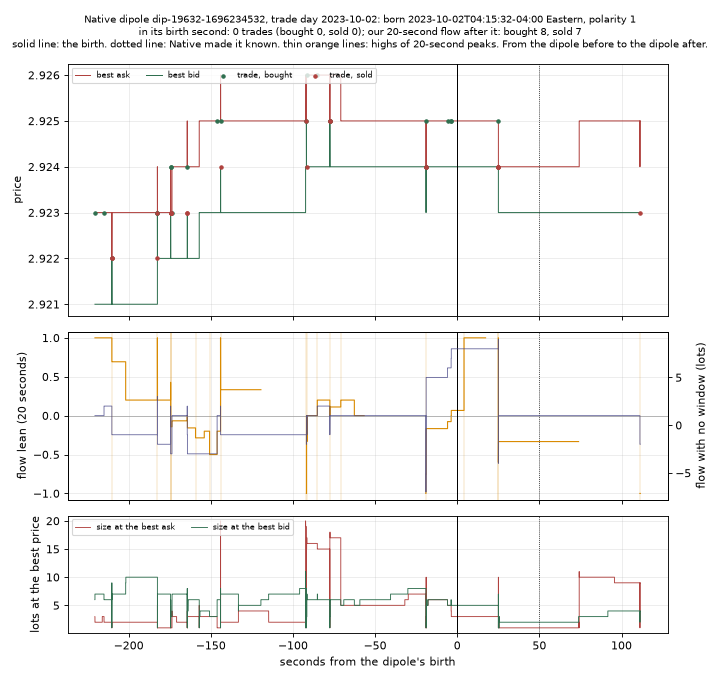 Native dipole dip-19632-1696234532, trade day 2023-10-02: born 2023-10-02T04:15:32-04:00 Eastern, polarity 1
in its birth second: 0 trades (bought 0, sold 0); our 20-second flow after it: bought 8, sold 7
solid line: the birth. dotted line: Native made it known. thin orange lines: highs of 20-second peaks. From the dipole before to the dipole after.
best ask
best bid
trade, bought
trade, sold
2.926
2.925
2.924
2.923
2.922
2.921
price
1.0
0.5
0.0
−0.5
−1.0
flow lean (20 seconds)
5
0
−5
flow with no window (lots)
size at the best ask
size at the best bid
20
15
10
5
lots at the best price
−200
−150
−100
−50
0
50
100
seconds from the dipole's birth